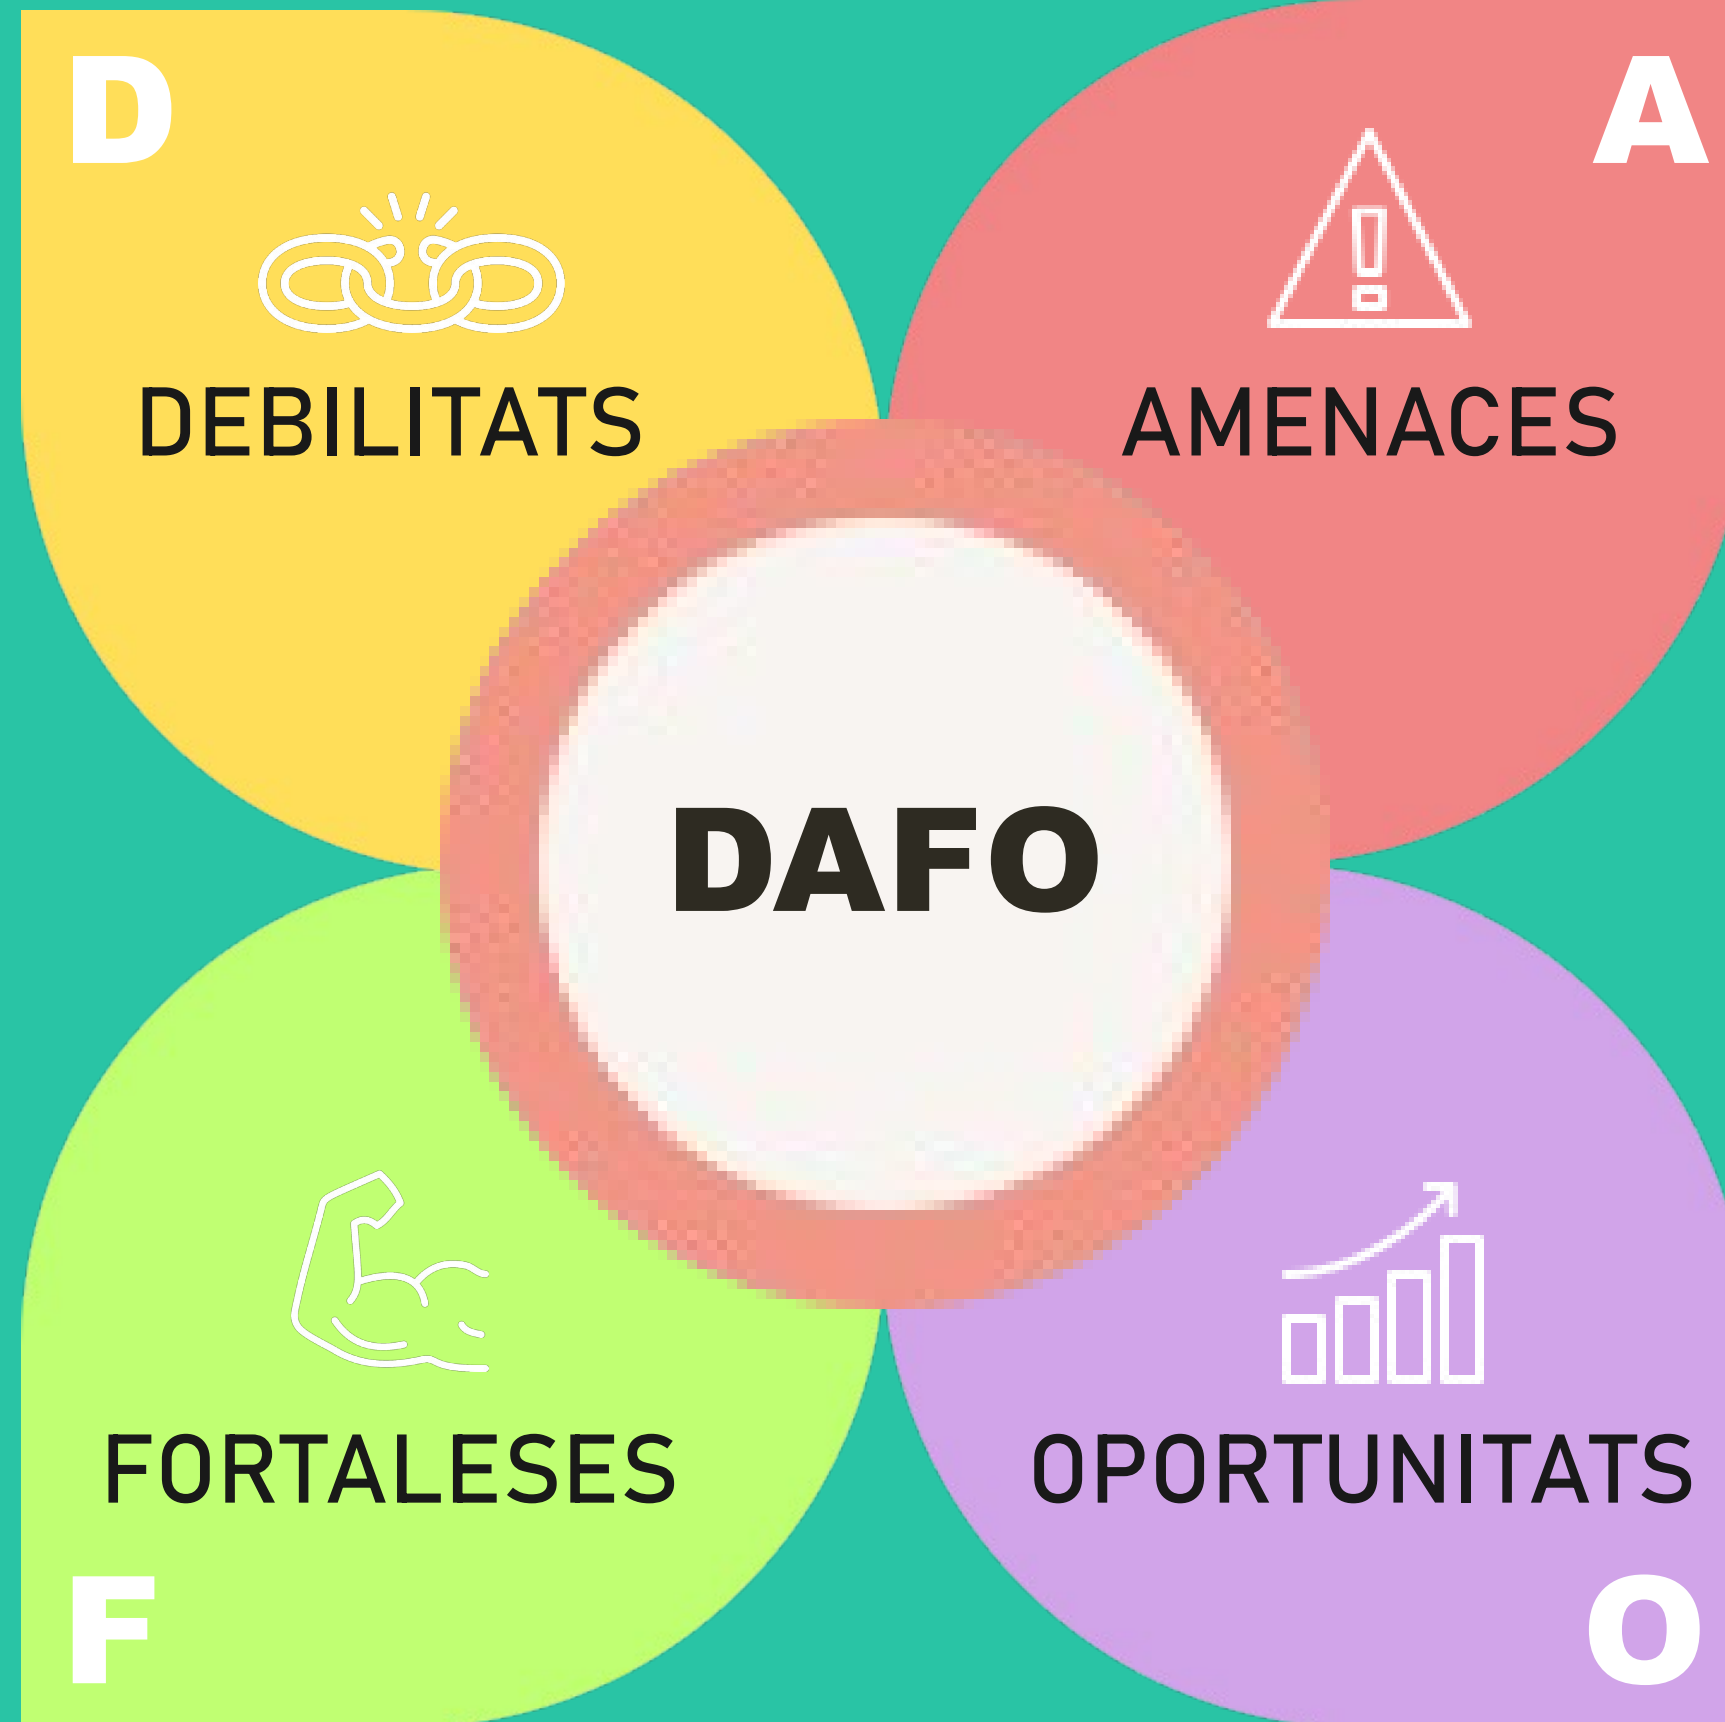 D
A
DEBILITATS
AMENACES
DAFO
FORTALESES
OPORTUNITATS
F
O